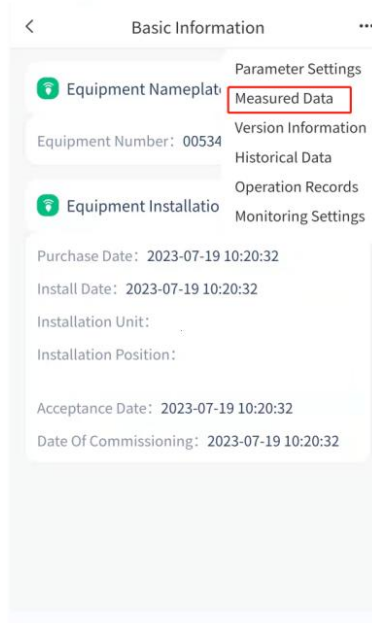 Basic Information
Parameter Settings
Measured Data
Version Information
Historical Data
Operation Records
Monitoring Settings
Equipment Nameplat
Equipment Number: 00534
Equipment Installatio
Purchase Date: 2023-07-19 10:20:32
Install Date: 2023-07-19 10:20:32
Installation Unit:
Installation Position:
Acceptance Date: 2023-07-19 10:20:32
Date Of Commissioning: 2023-07-19 10:20:32